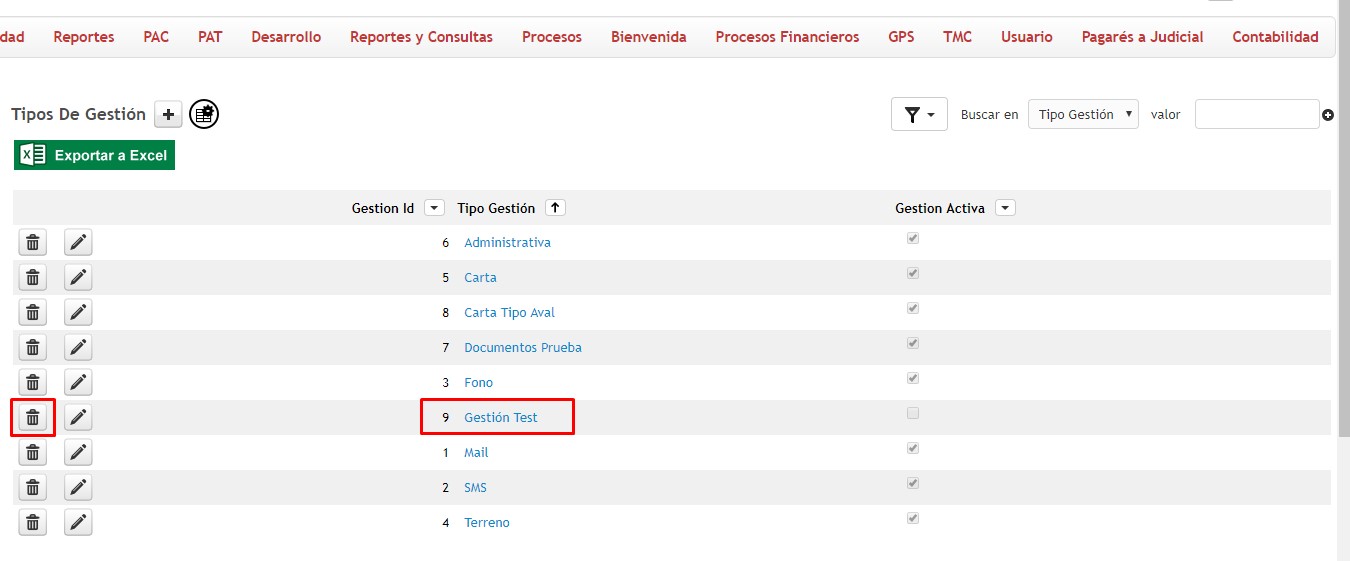 dad Reportes PAC PAT Desarrollo Reportes y Consultas Procesos Bienvenida Procesos Financieros GPS TMC Usuario Pagarés a Judicial Contabilidad
Tipos De Gestión Buscar en Tipo Gestión valor
Exportar a Excel
Gestion Id Tipo Gestión Gestion Activa
6 Administrativa
5 Carta
8 Carta Tipo Aval
7 Documentos Prueba
3 Fono
9 Gestión Test
1 Mail
2 SMS
4 Terreno